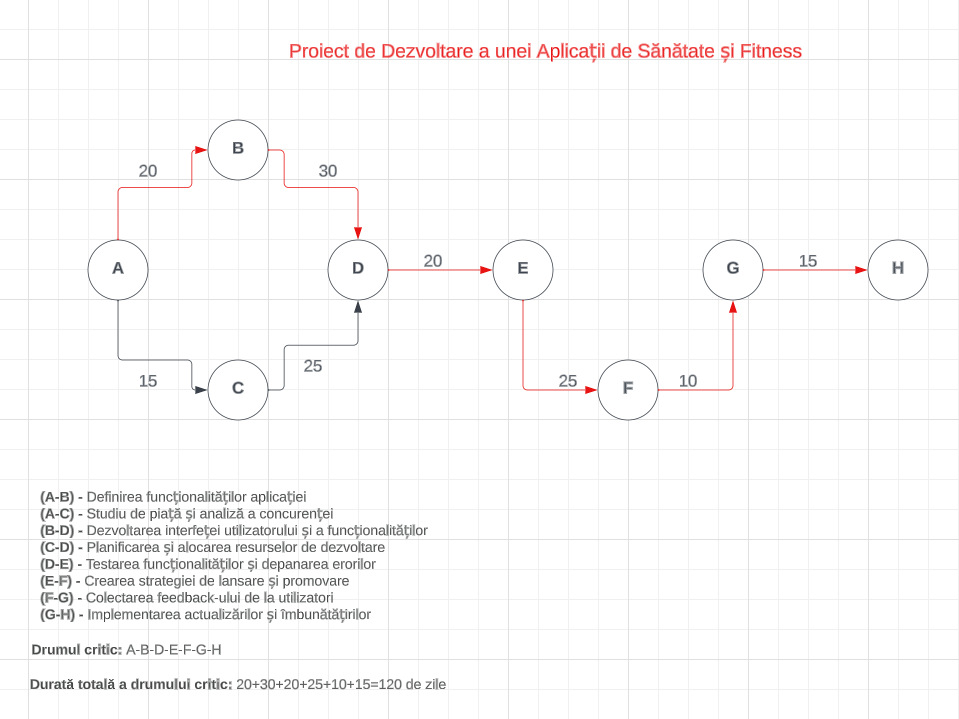 Proiect de Dezvoltare a unei Aplicații de Sănătate și Fitness
B
20
30
A
D
20
E
G
15
H
15
C
25
25
F
10
(A-B) - Definirea funcționalităților aplicației
(A-C) - Studiu de piață și analiză a concurenței
(B-D) - Dezvoltarea interfeței utilizatorului și a funcționalităților
(C-D) - Planificarea și alocarea resurselor de dezvoltare
(D-E) - Testarea funcționalităților și depanarea erorilor
(E-F) - Crearea strategiei de lansare și promovare
(F-G) - Colectarea feedback-ului de la utilizatori
(G-H) - Implementarea actualizărilor și îmbunătățirilor
Drumul critic: A-B-D-E-F-G-H
Durată totală a drumului critic: 20+30+20+25+10+15=120 de zile